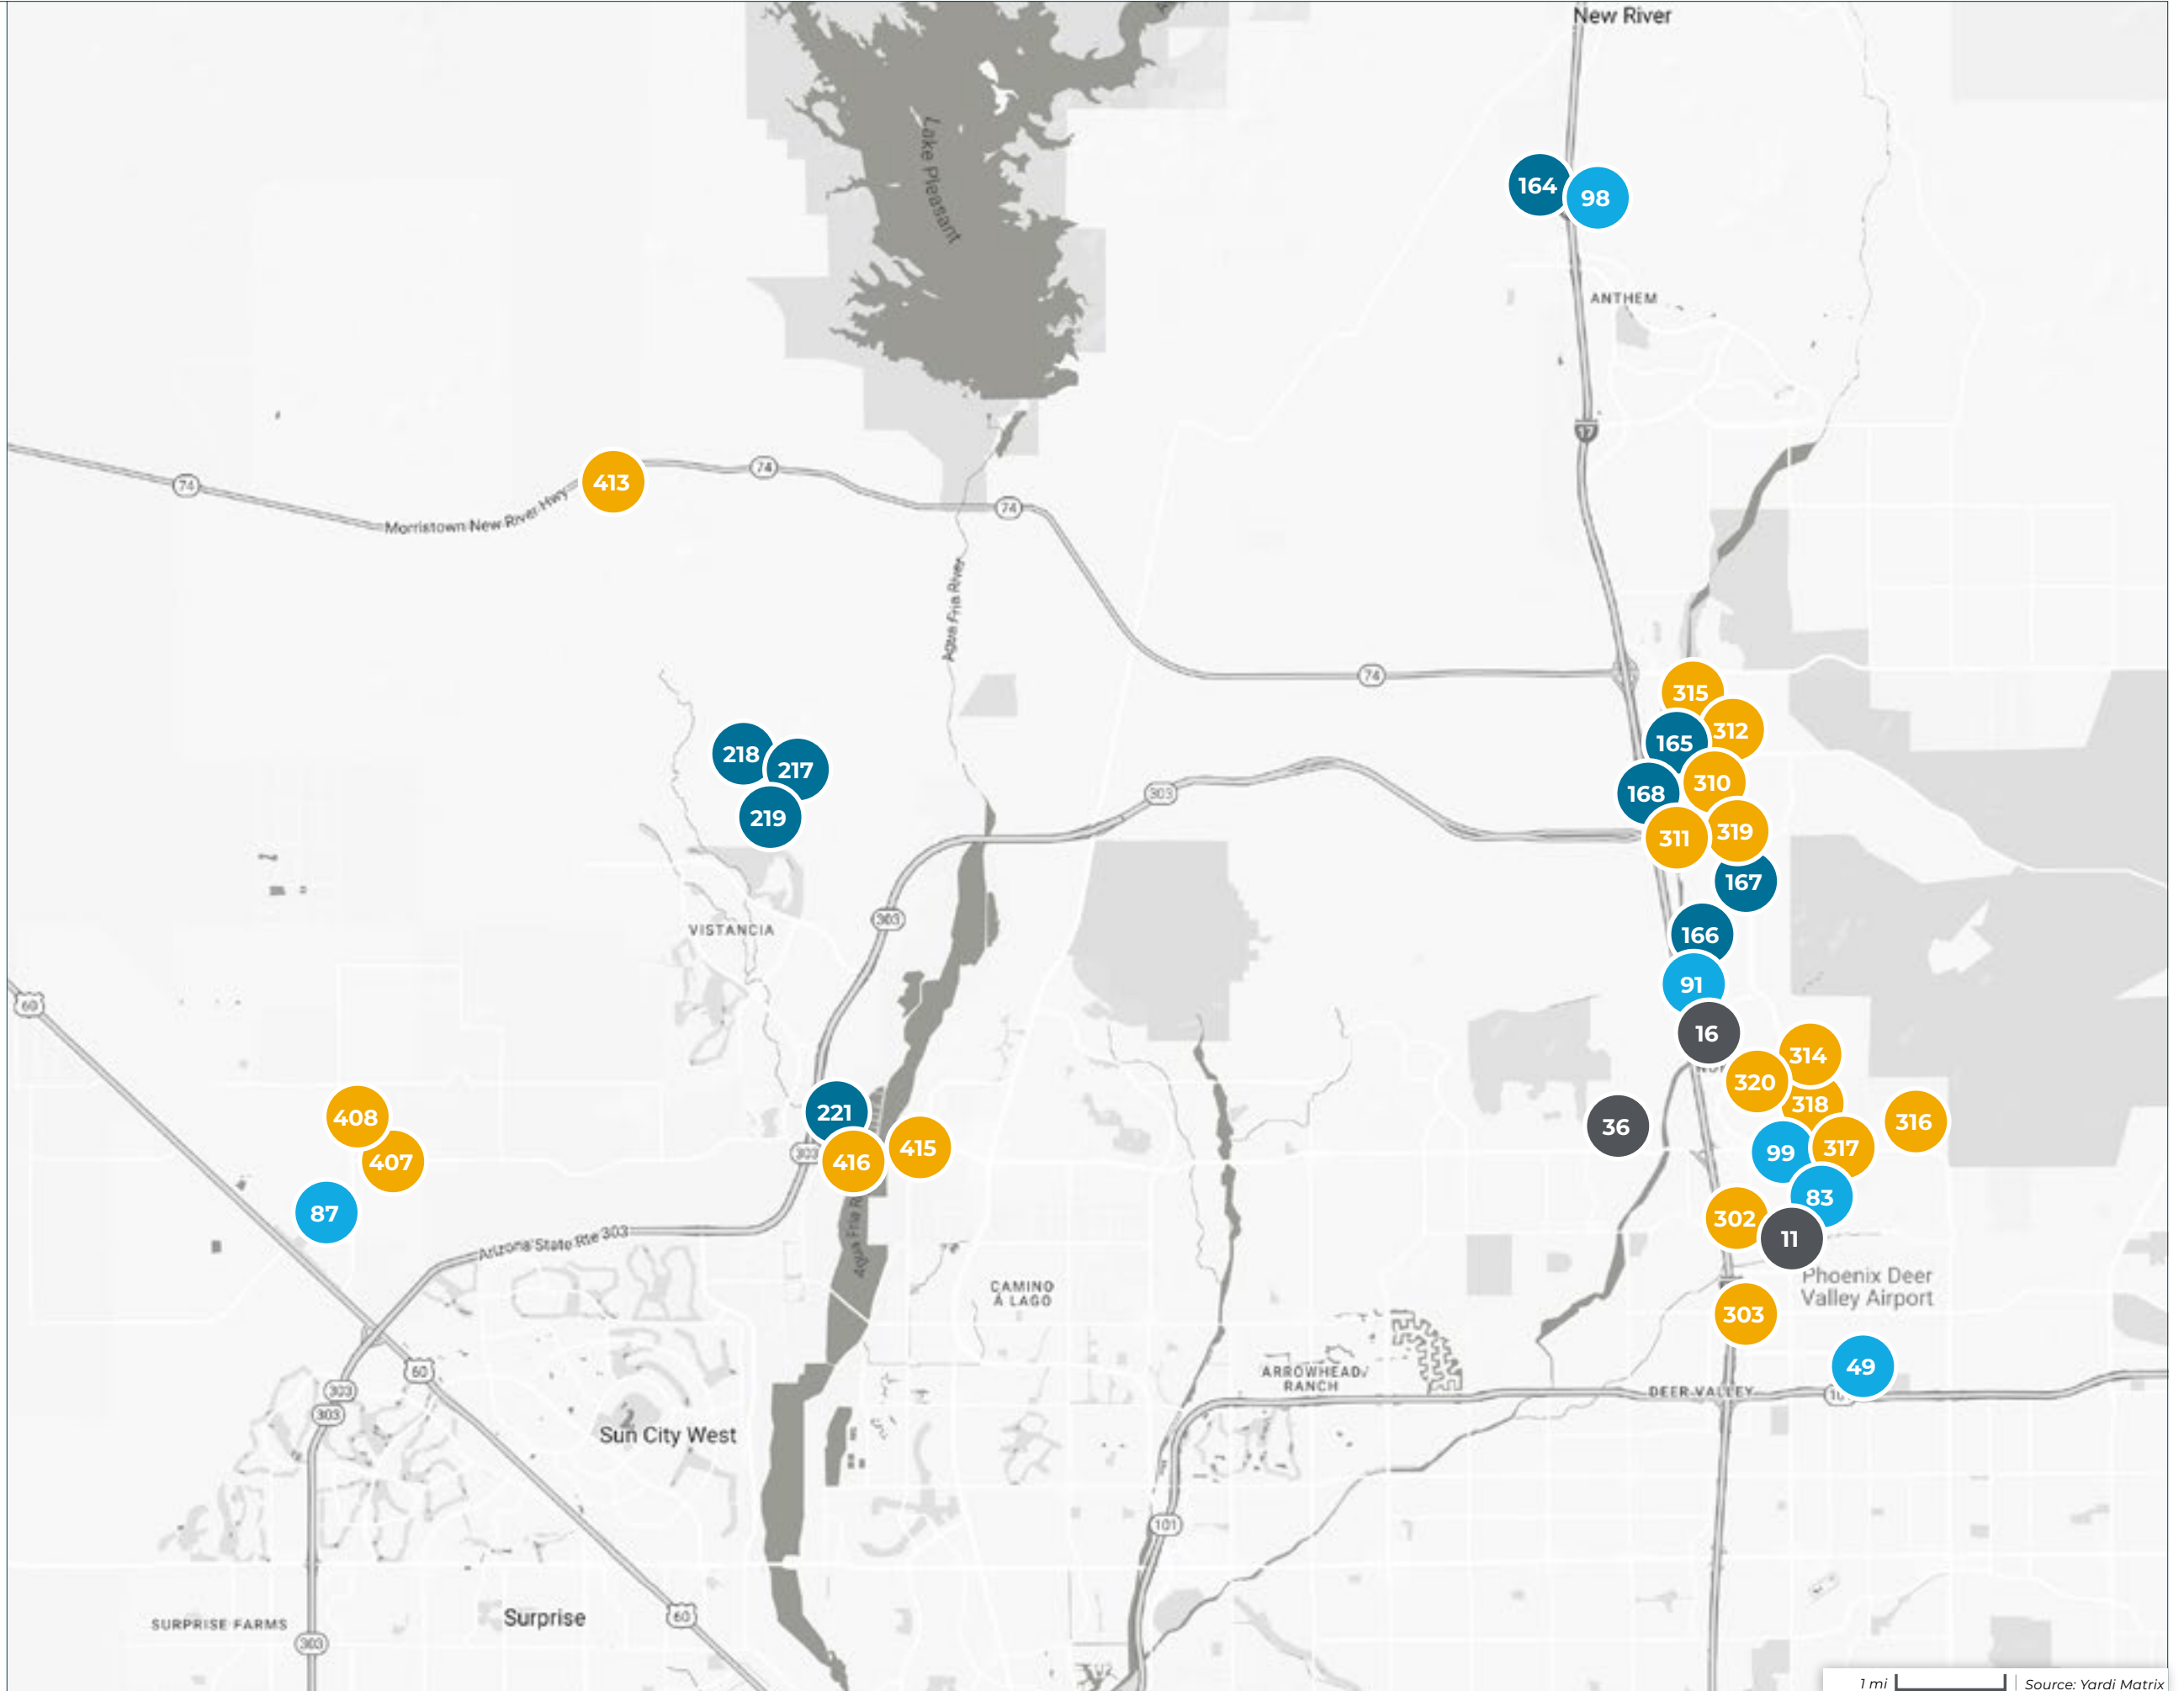 New River
Lake Pleasant
164
98
ANTHEM
17
413
74
74
74
Morristown New River Hwy
Agua Fria River
74
315
312
165
218
217
310
168
303
219
319
311
167
303
166
VISTANCIA
91
60
16
314
320
318
408
221
316
36
415
317
99
303
416
407
83
87
302
11
Arizona State Rte 303
Phoenix Deer
Valley Airport
CAMINO
A LAGO
303
49
ARROWHEAD
RANCH
60
303
DEER VALLEY
303
Sun City West
101
Surprise
60
SURPRISE FARMS
303
1 mi
Source: Yardi Matrix